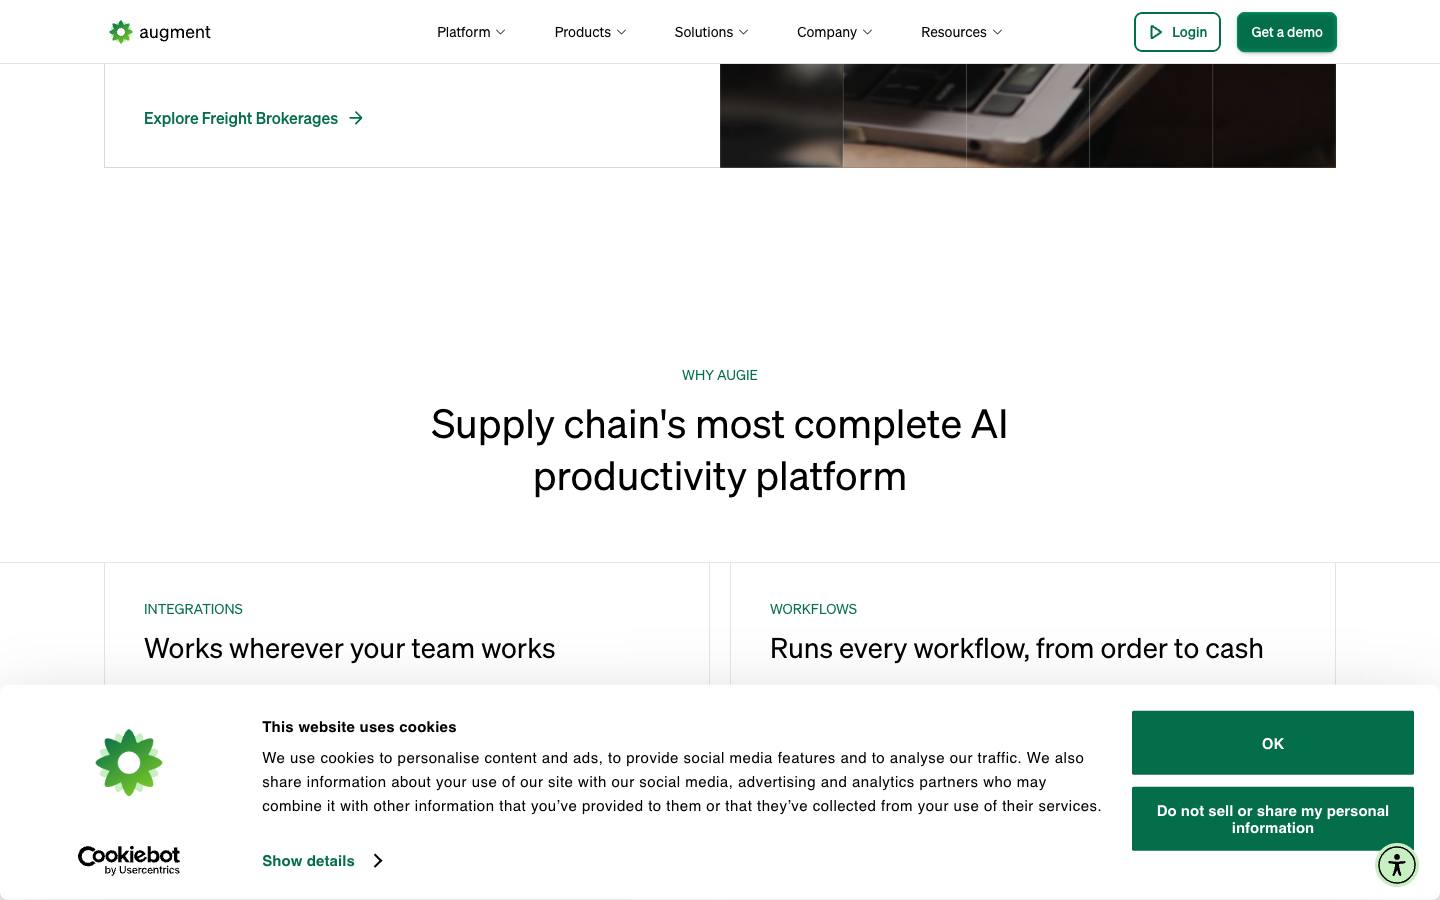 augment
Platform
Products
Solutions
Company
Resources
Login
Get a demo
Explore Freight Brokerages
WHY AUGIE
Supply chain's most complete AI
productivity platform
INTEGRATIONS
Works wherever your team works
WORKFLOWS
Runs every workflow, from order to cash
This website uses cookies
We use cookies to personalise content and ads, to provide social media features and to analyse our traffic. We also
share information about your use of our site with our social media, advertising and analytics partners who may
combine it with other information that you’ve provided to them or that they’ve collected from your use of their services.
Show details
Cookiebot
by Usercentrics
OK
Do not sell or share my personal
information